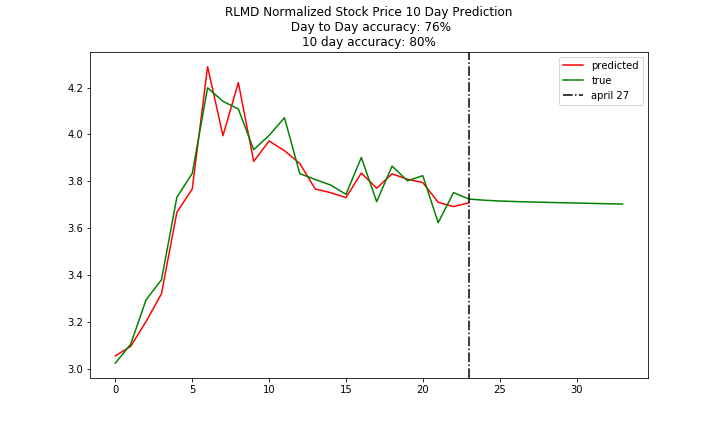 RLMD Normalized Stock Price 10 Day Prediction
Day to Day accuracy: 76%
10 day accuracy: 80%
predicted
true
april 27
4.2
4.0
3.8
3.6
3.4
3.2
3.0
0 5 10 15 20 25 30